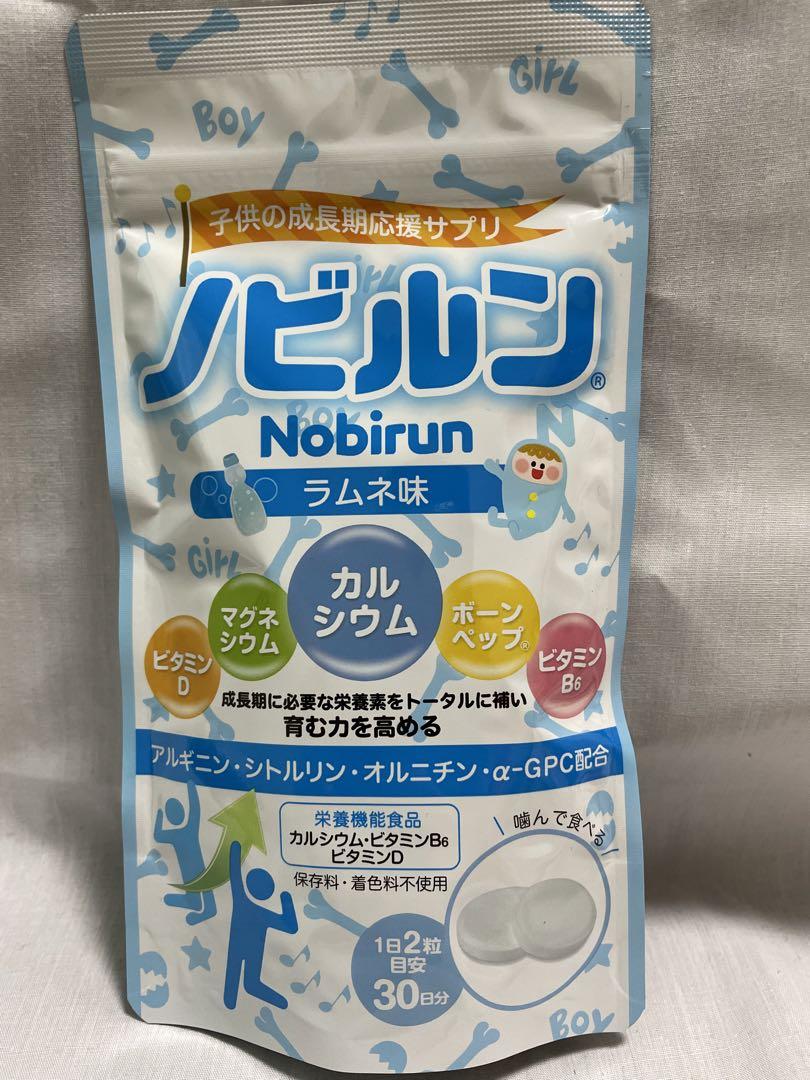 BOY
GiRL
子供の成長期応援サプリ
GiRL
ノビルン®
BOY
Nobirun
N
ラムネ味
GiRL
カルシウム
マグネシウム
ボーンペップ®
ビタミンD
ビタミンB6
成長期に必要な栄養素をトータルに補い
育む力を高める
アルギニン・シトルリン・オルニチン・α-GPC配合
栄養機能食品
カルシウム・ビタミンB6
ビタミンD
保存料・着色料不使用
噛んで食べる
1日2粒
目安
30日分
BOY